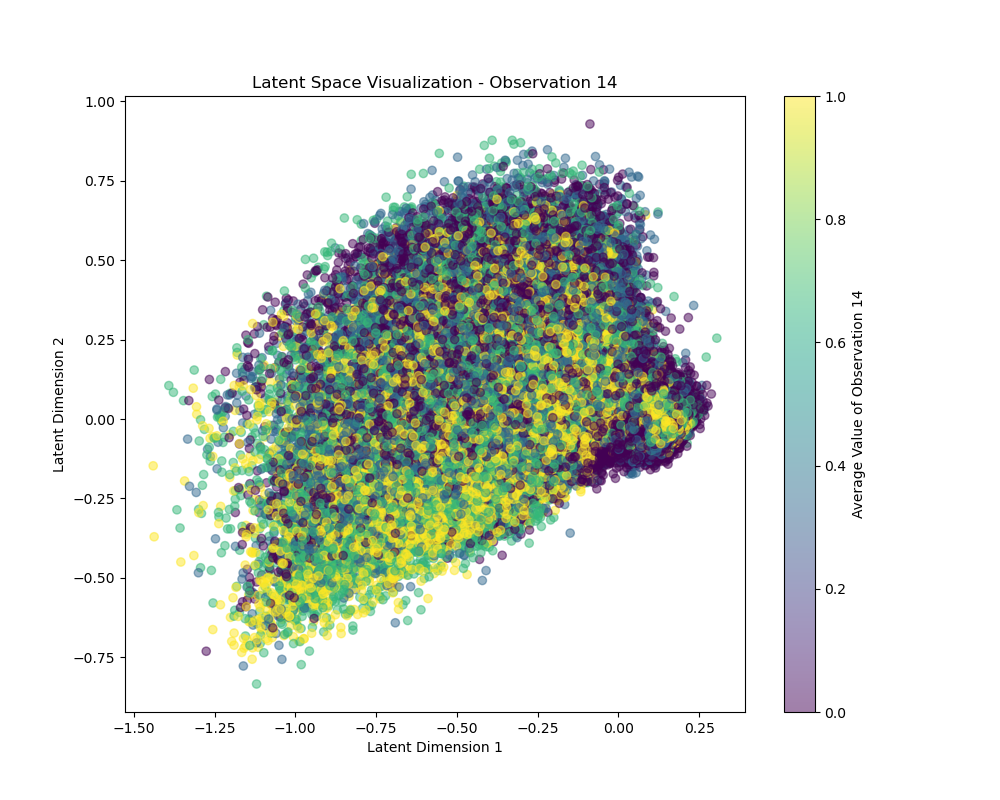 Latent Space Visualization - Observation 14
1.00
0.75
0.50
0.25
0.00
−0.25
−0.50
−0.75
Latent Dimension 2
−1.50 −1.25 −1.00 −0.75 −0.50 −0.25 0.00 0.25
Latent Dimension 1
1.0
0.8
0.6
0.4
0.2
0.0
Average Value of Observation 14